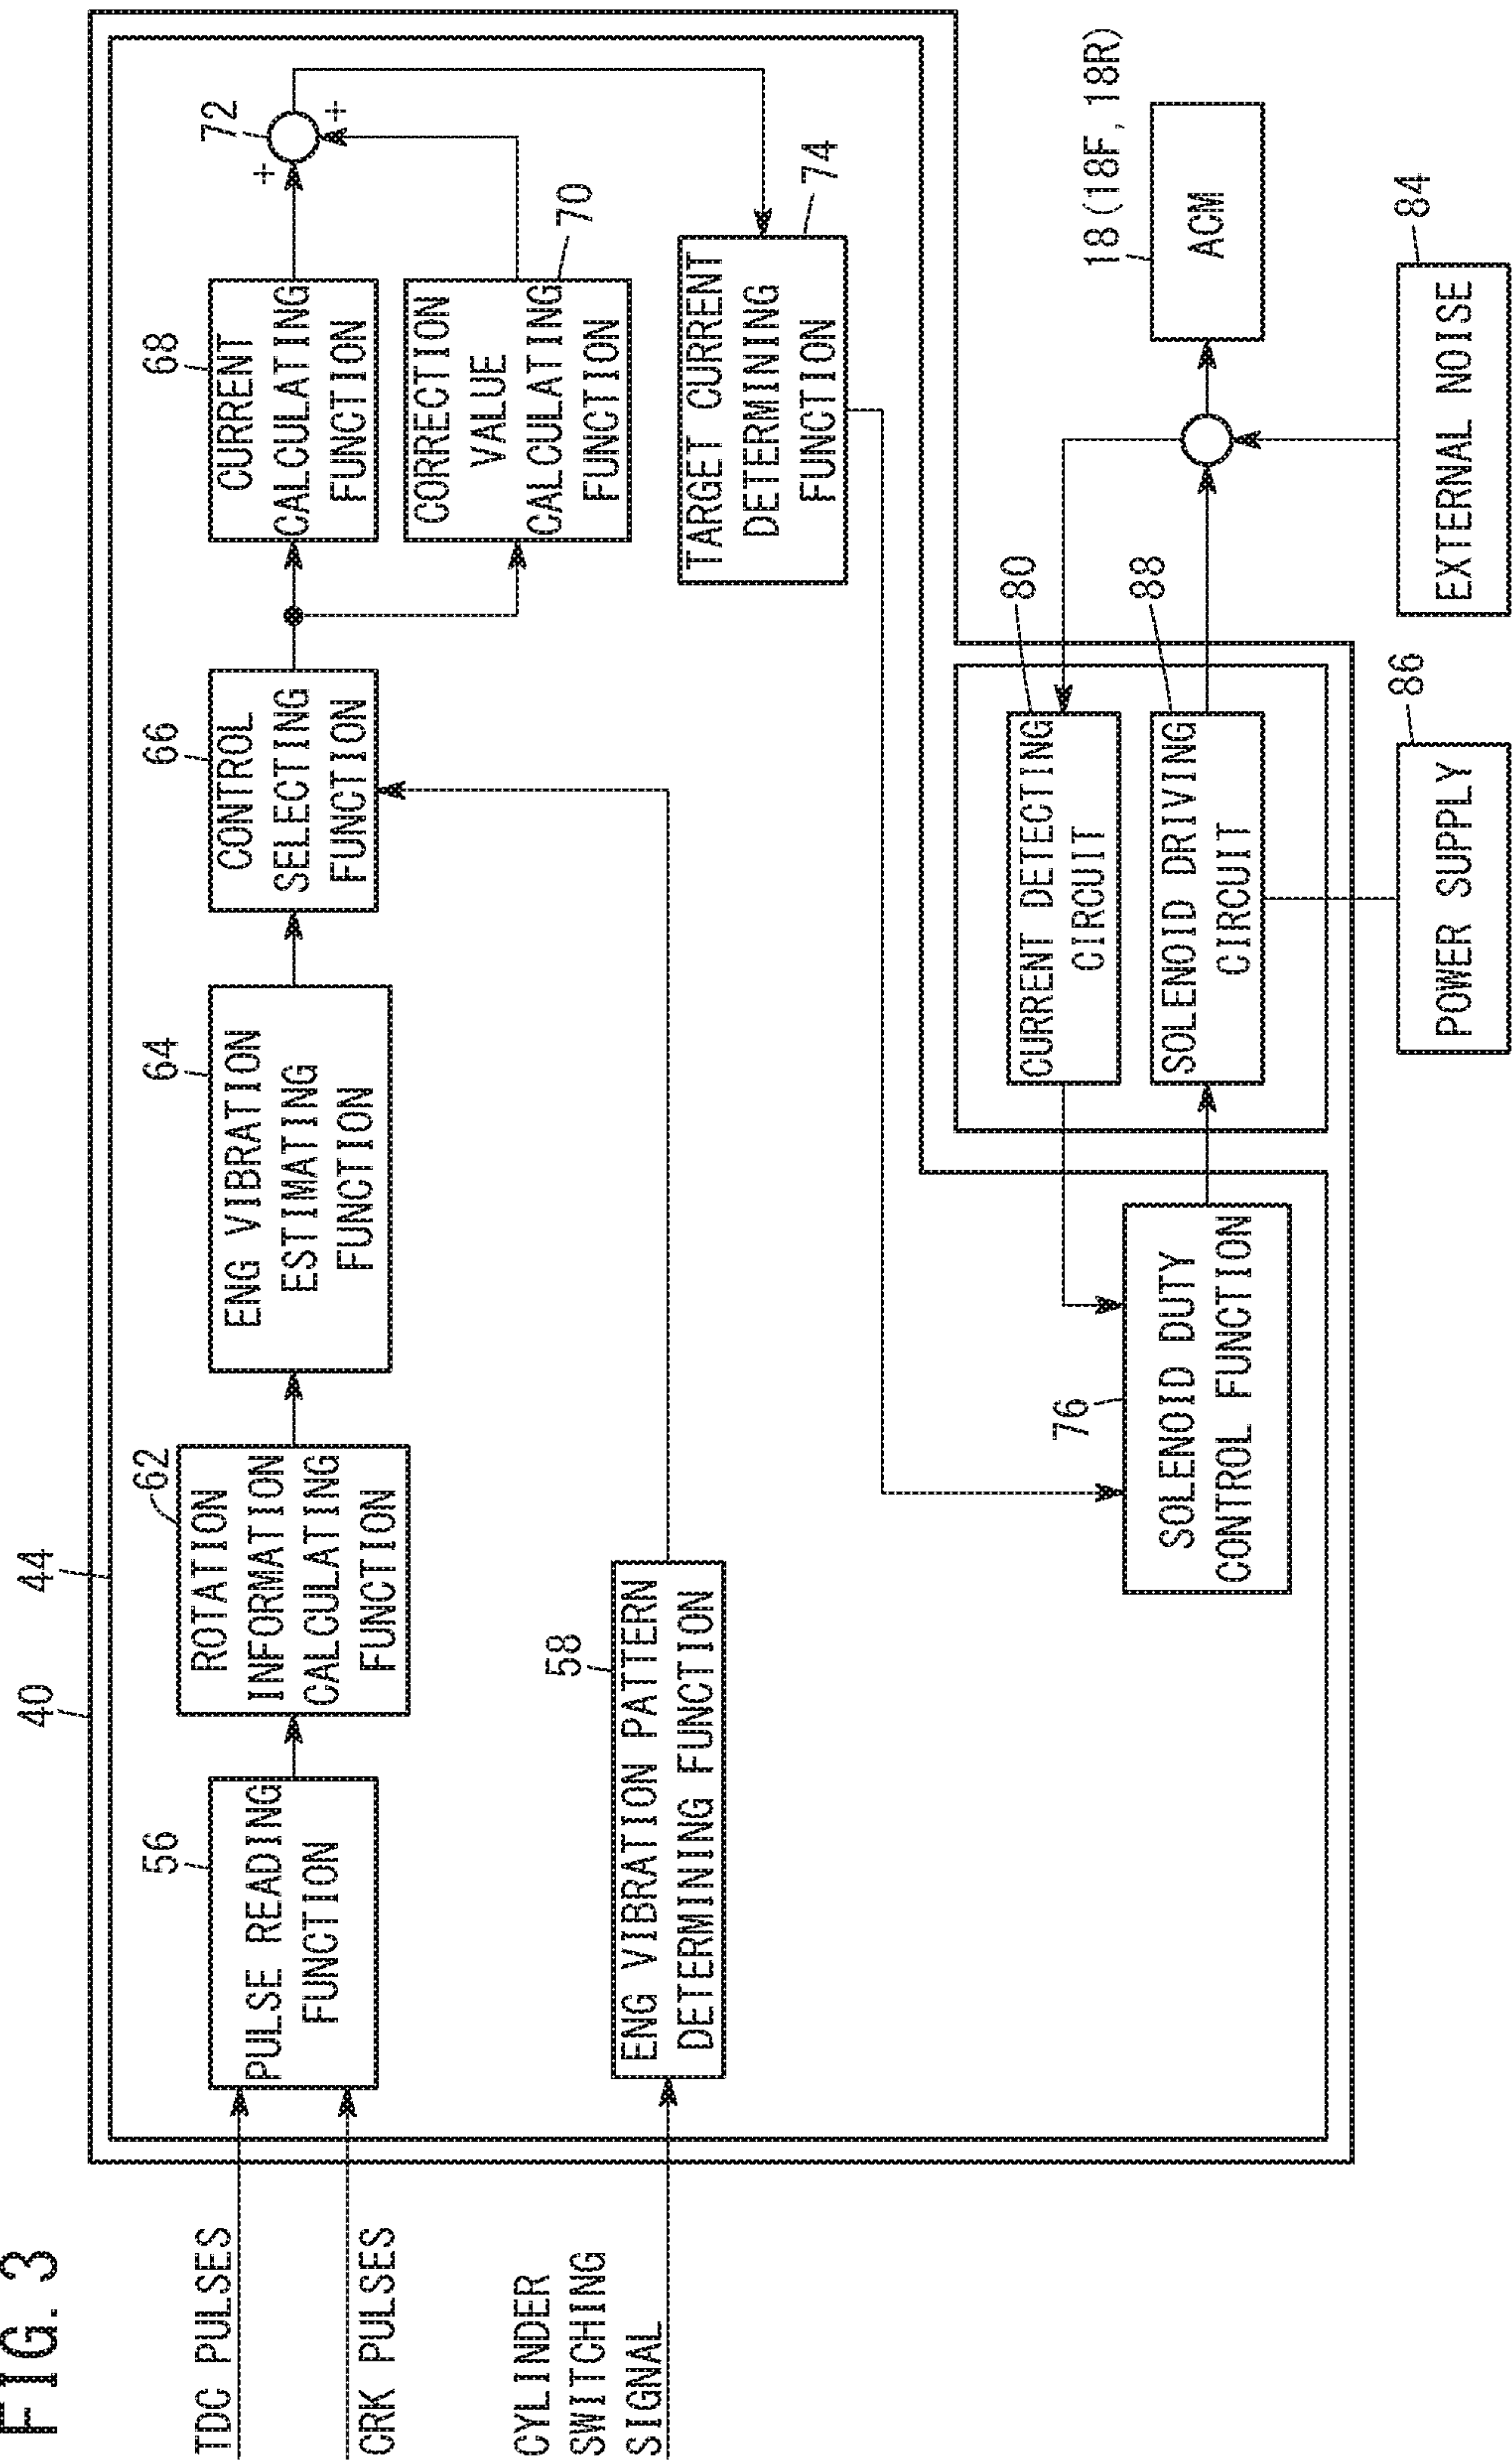 FIG. 3
40
44
TDC PULSES
CRK PULSES
56
PULSE READING
FUNCTION
62
ROTATION
INFORMATION
CALCULATING
FUNCTION
64
ENG VIBRATION
ESTIMATING
FUNCTION
66
CONTROL
SELECTING
FUNCTION
68
CURRENT
CALCULATING
FUNCTION
72
+
+
70
CORRECTION
VALUE
CALCULATING
FUNCTION
CYLINDER
SWITCHING
SIGNAL
58
ENG VIBRATION PATTERN
DETERMINING FUNCTION
74
TARGET CURRENT
DETERMINING
FUNCTION
76
SOLENOID DUTY
CONTROL FUNCTION
80
CURRENT DETECTING
CIRCUIT
88
SOLENOID DRIVING
CIRCUIT
18(18F, 18R)
ACM
86
POWER SUPPLY
84
EXTERNAL NOISE